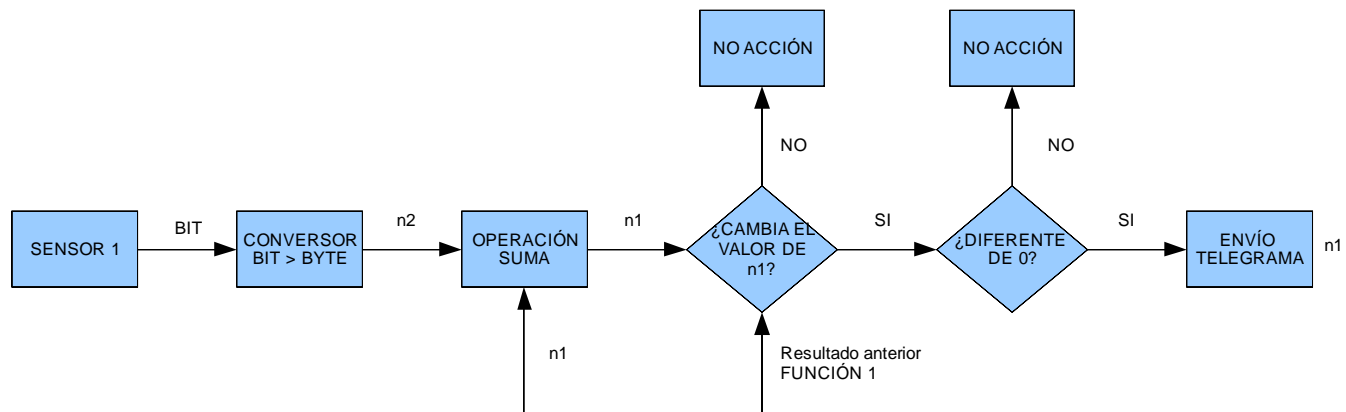 NO ACCIÓN
NO ACCIÓN
NO
NO
SENSOR 1
BIT
CONVERSOR
BIT > BYTE
n2
OPERACIÓN
SUMA
n1
¿CAMBIA EL
VALOR DE
n1?
SI
¿DIFERENTE
DE 0?
SI
ENVÍO
TELEGRAMA
n1
n1
Resultado anterior
FUNCIÓN 1